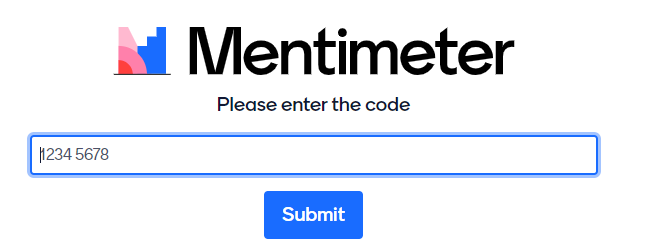 Mentimeter
Please enter the code
1234 5678
Submit